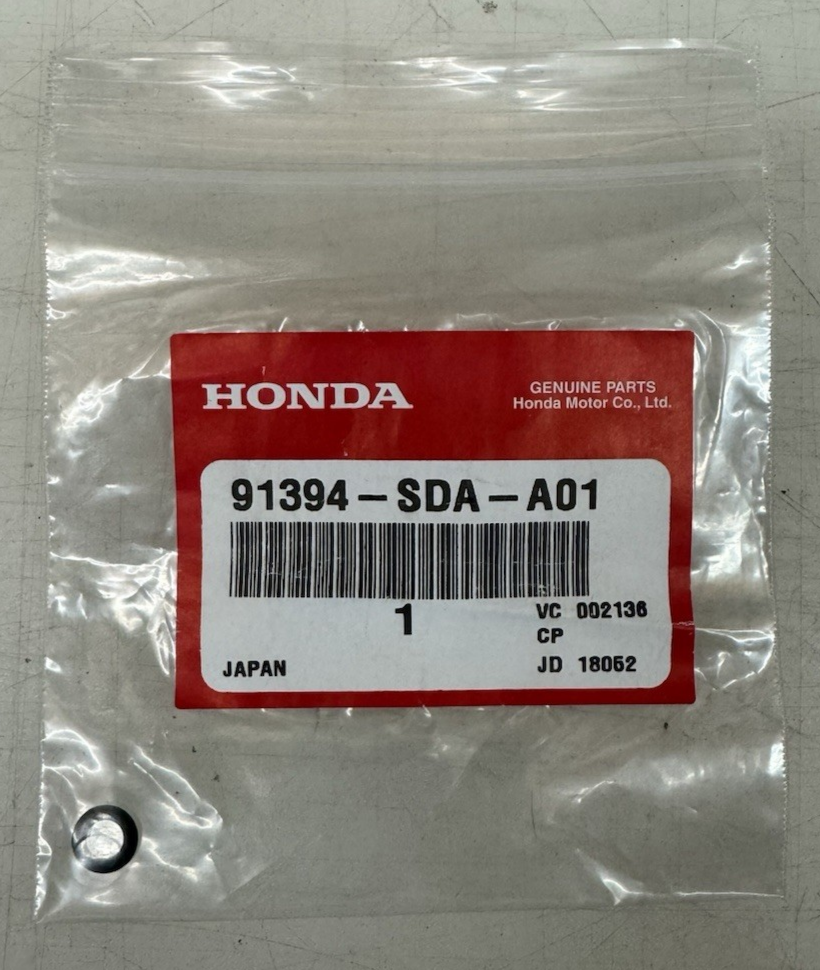 HONDA
GENUINE PARTS
Honda Motor Co., Ltd.
91394-SDA-A01
1
VC 002136
CP
JAPAN
JD 18052